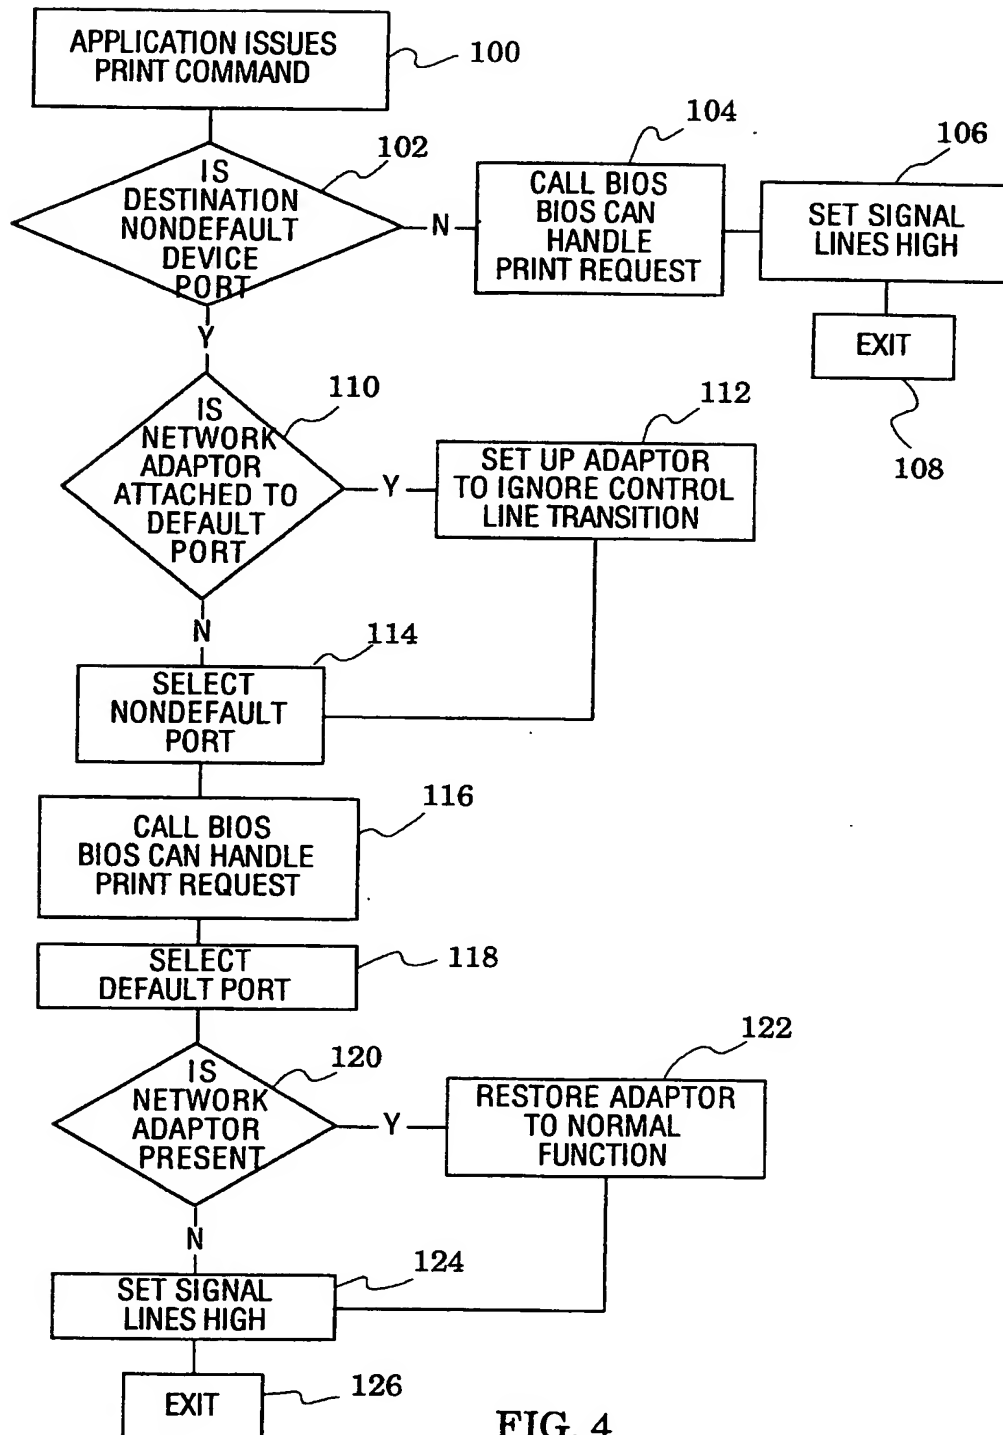 APPLICATION ISSUES
PRINT COMMAND
100
IS
DESTINATION
NONDEFAULT
DEVICE
PORT
102
N
CALL BIOS
BIOS CAN
HANDLE
PRINT REQUEST
104
SET SIGNAL
LINES HIGH
106
EXIT
108
Y
IS
NETWORK
ADAPTOR
ATTACHED TO
DEFAULT
PORT
110
Y
SET UP ADAPTOR
TO IGNORE CONTROL
LINE TRANSITION
112
N
SELECT
NONDEFAULT
PORT
114
CALL BIOS
BIOS CAN HANDLE
PRINT REQUEST
116
SELECT
DEFAULT PORT
118
IS
NETWORK
ADAPTOR
PRESENT
120
Y
RESTORE ADAPTOR
TO NORMAL
FUNCTION
122
N
SET SIGNAL
LINES HIGH
124
EXIT
126
FIG. 4